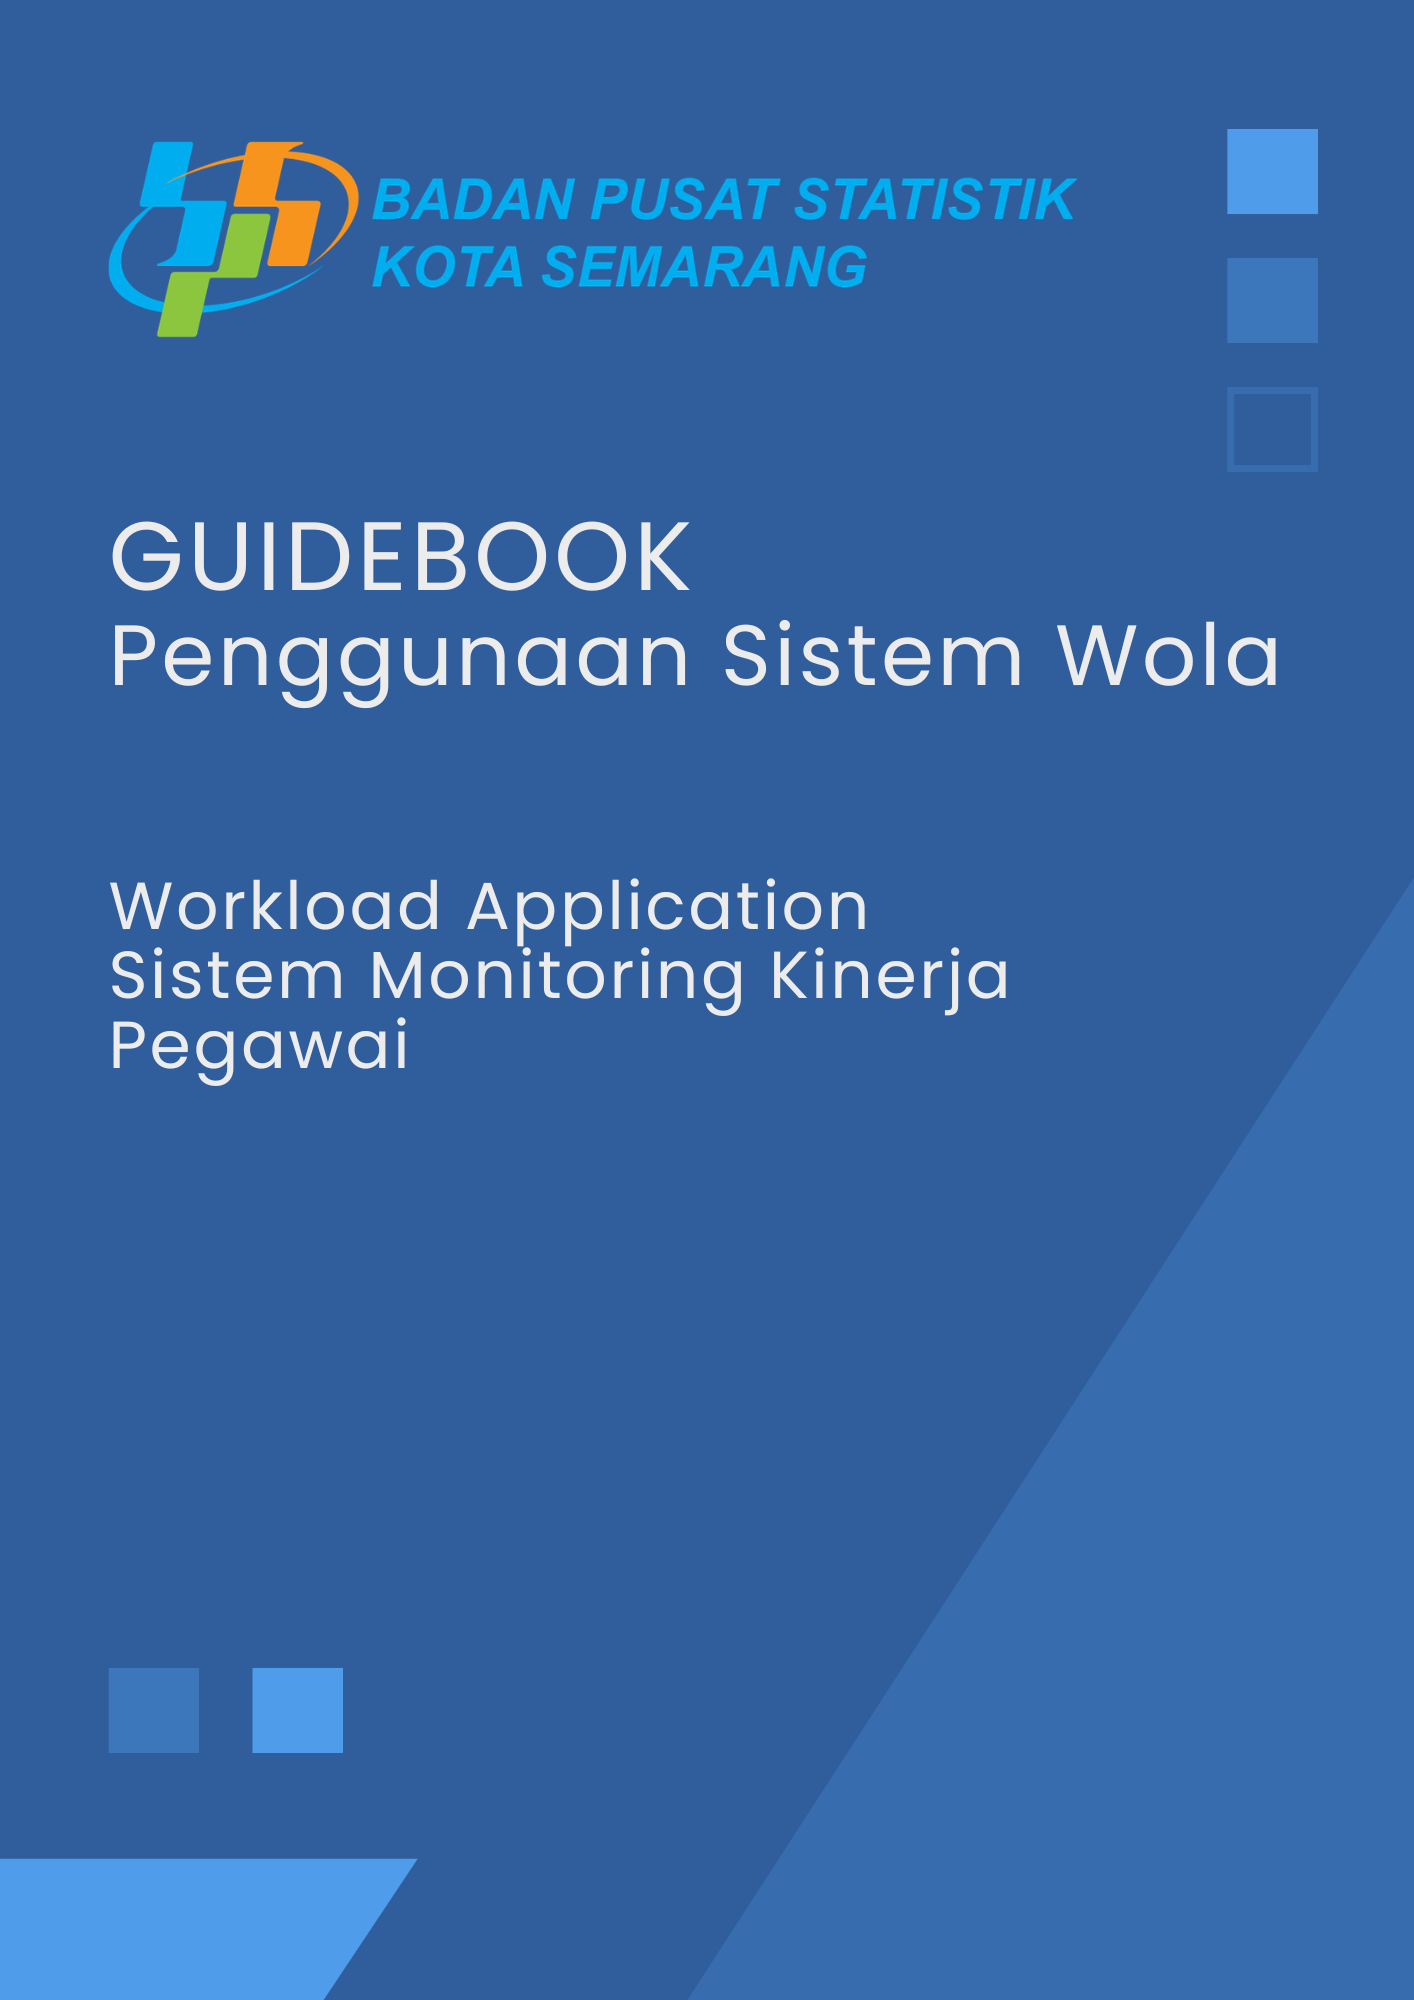 BADAN PUSAT STATISTIK
KOTA SEMARANG
GUIDEBOOK
Penggunaan Sistem Wola
Workload Application
Sistem Monitoring Kinerja
Pegawai